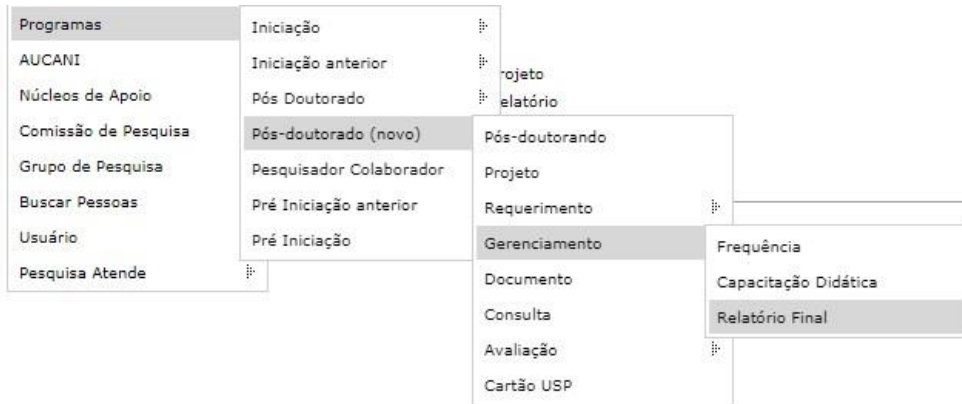 Programas
AUCANI
Núcleos de Apoio
Comissão de Pesquisa
Grupo de Pesquisa
Buscar Pessoas
Usuário
Pesquisa Atende
Iniciação
Iniciação anterior
Pós Doutorado
Pós-doutorado (novo)
Pesquisador Colaborador
Pré Iniciação anterior
Pré Iniciação
rojeto
elatório
Pós-doutorando
Projeto
Requerimento
Gerenciamento
Documento
Consulta
Avaliação
Cartão USP
Frequência
Capacitação Didática
Relatório Final